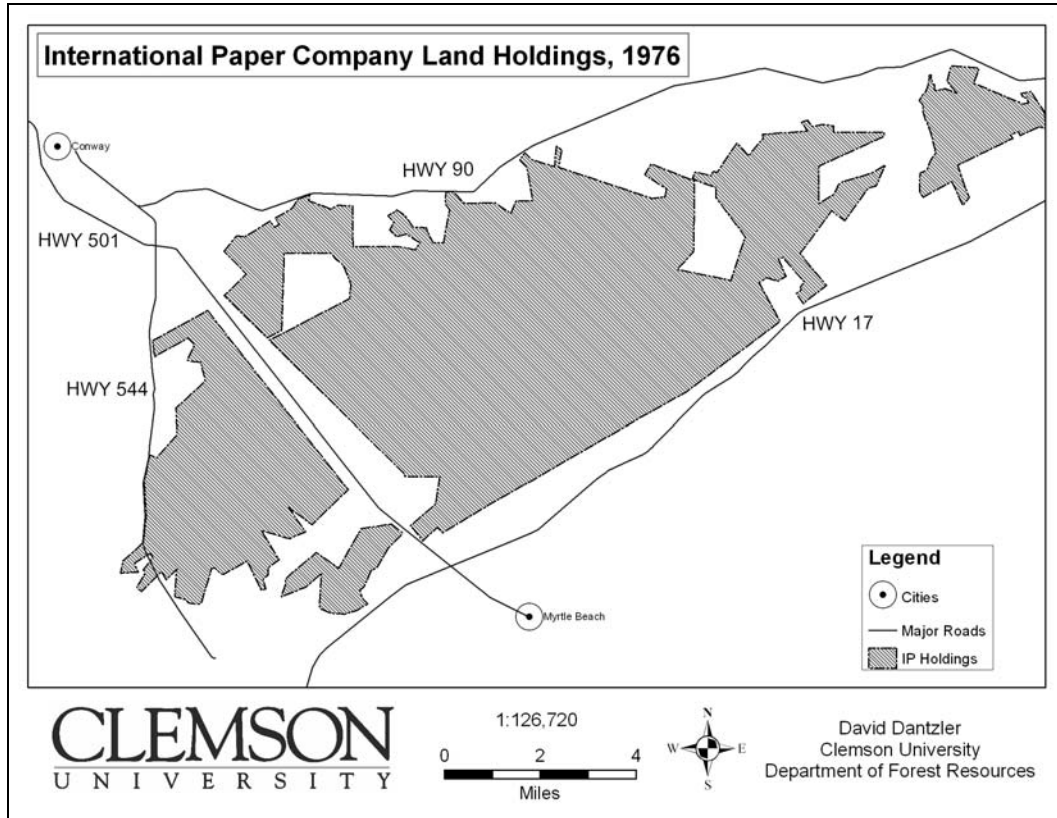 International Paper Company Land Holdings, 1976
Conway
HWY 90
HWY 501
HWY 17
HWY 544
Myrtle Beach
Legend
Cities
Major Roads
IP Holdings
CLEMSON
UNIVERSITY
1:126,720
0 2 4
Miles
N
W E
S
David Dantzler
Clemson University
Department of Forest Resources